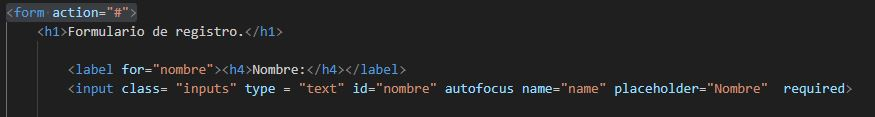 <form action="#">
<h1>Formulario de registro.</h1>
<label for="nombre"><h4>Nombre:</h4></label>
<input class= "inputs" type = "text" id="nombre" autofocus name="name" placeholder="Nombre"  required>